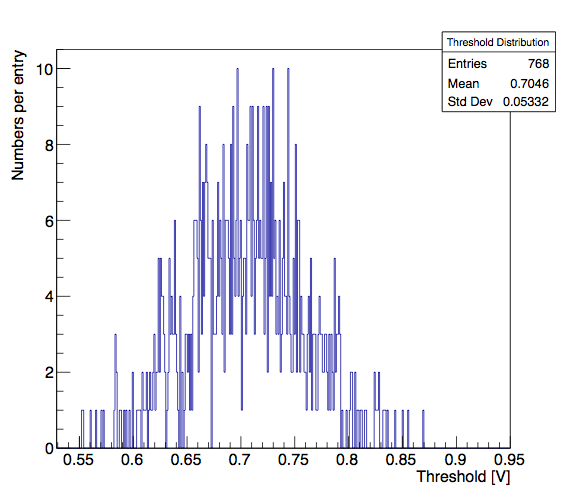 Threshold Distribution
Entries 768
Mean 0.7046
Std Dev 0.05332
Numbers per entry
10
8
6
4
2
0
0.55 0.6 0.65 0.7 0.75 0.8 0.85 0.9 0.95
Threshold [V]